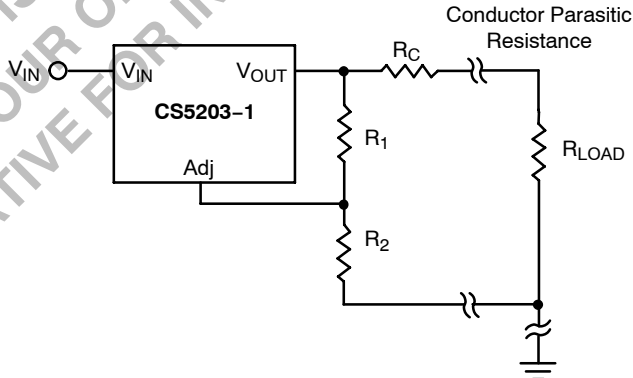 Conductor Parasitic
Resistance
RC
VIN
VIN
VOUT
CS5203−1
R1
RLOAD
Adj
R2